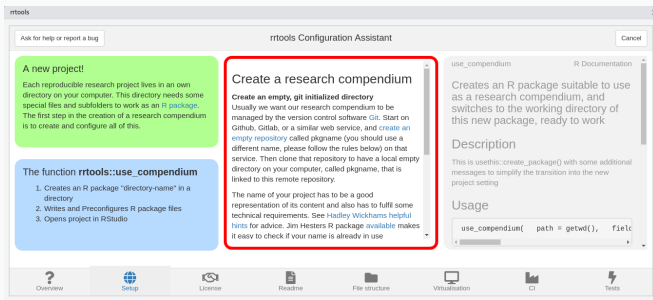 rrtools
Ask for help or report a bug
rrtools Configuration Assistant
Cancel
A new project!
Each reproducible research project lives in an own
directory on your computer. This directory needs some
special files and subfolders to work as an R package.
The first step in the creation of a research compendium
is to create and configure all of this.
The function rrtools::use_compendium
1. Creates an R package "directory-name" in a
directory
2. Writes and Preconfigures R package files
3. Opens project in RStudio
Create a research compendium
Create an empty, git initialized directory
Usually we want our research compendium to be
managed by the version control software Git. Start on
Github, Gitlab, or a similar web service, and create an
empty repository called pkgname (you should use a
different name, please follow the rules below) on that
service. Then clone that repository to have a local empty
directory on your computer, called pkgname, that is
linked to this remote repository.
The name of your project has to be a good
representation of its content and also has to fulfil some
technical requirements. See Hadley Wickhams helpful
hints for advice. Jim Hesters R package available makes
it easy to check if your name is already in use
use_compendium
R Documentation
Creates an R package suitable to use
as a research compendium, and
switches to the working directory of
this new package, ready to work
Description
This is usethis::create_package() with some additional
messages to simplify the transition into the new
project setting
Usage
use_compendium( path = getwd(), field
Overview
Setup
License
Readme
File structure
Virtualisation
CI
Tests